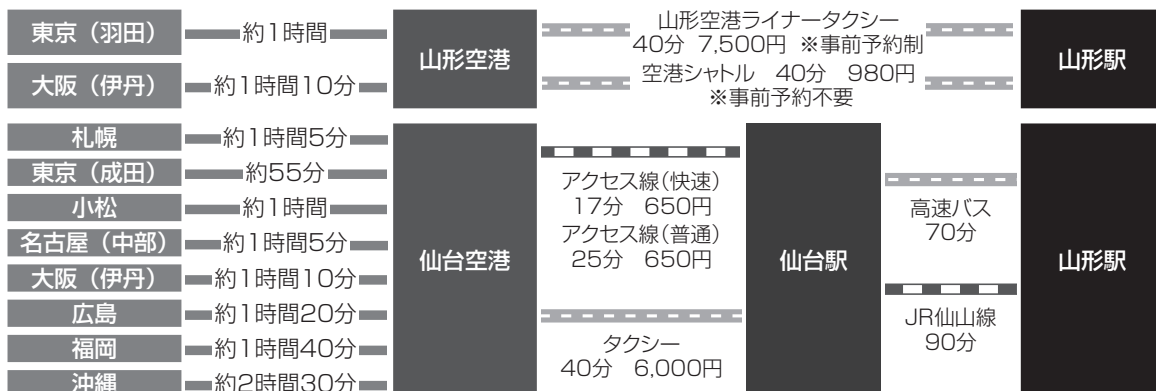 東京（羽田） 約1時間
大阪（伊丹） 約1時間10分
山形空港
山形空港ライナータクシー
40分 7,500円 ※事前予約制
空港シャトル 40分 980円
※事前予約不要
山形駅
札幌 約1時間5分
東京（成田） 約55分
小松 約1時間
名古屋（中部） 約1時間5分
大阪（伊丹） 約1時間10分
広島 約1時間20分
福岡 約1時間40分
沖縄 約2時間30分
仙台空港
アクセス線（快速）
17分 650円
アクセス線（普通）
25分 650円
タクシー
40分 6,000円
仙台駅
高速バス
70分
JR仙山線
90分
山形駅